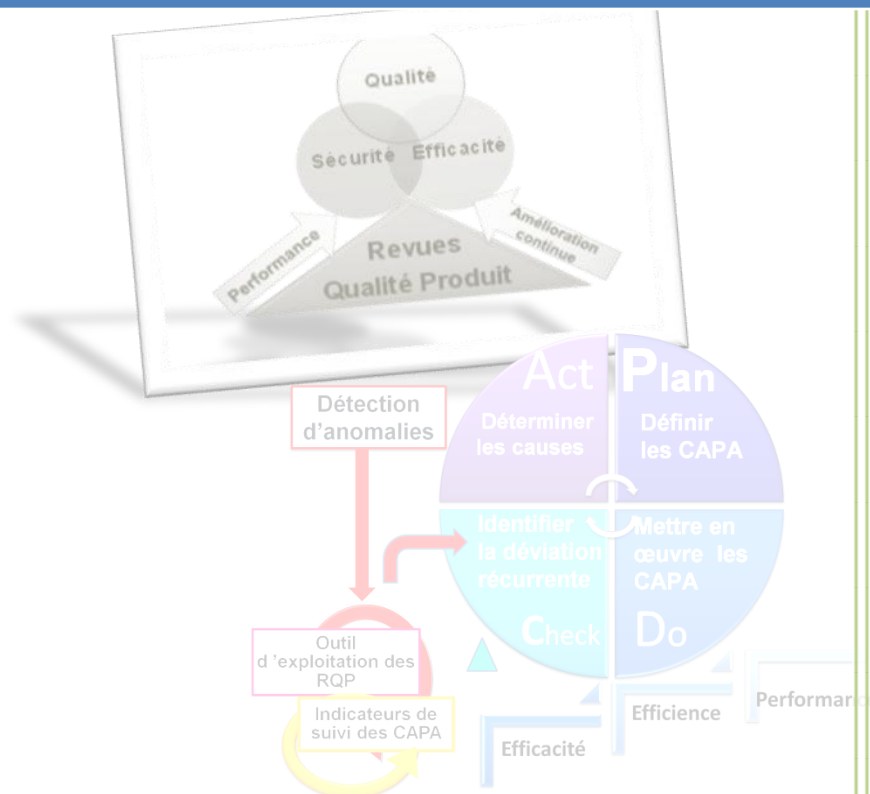 Qualité
Sécurité
Efficacité
Performance
Amélioration
continue
Revues
Qualité Produit
Détection
d'anomalies
Act
Déterminer
les causes
Plan
Définir
les CAPA
Identifier
la déviation
récurrente
Check
Mettre en
œuvre les
CAPA
Do
Outil
d 'exploitation des
RQP
Indicateurs de
suivi des CAPA
Efficacité
Efficience
Performance